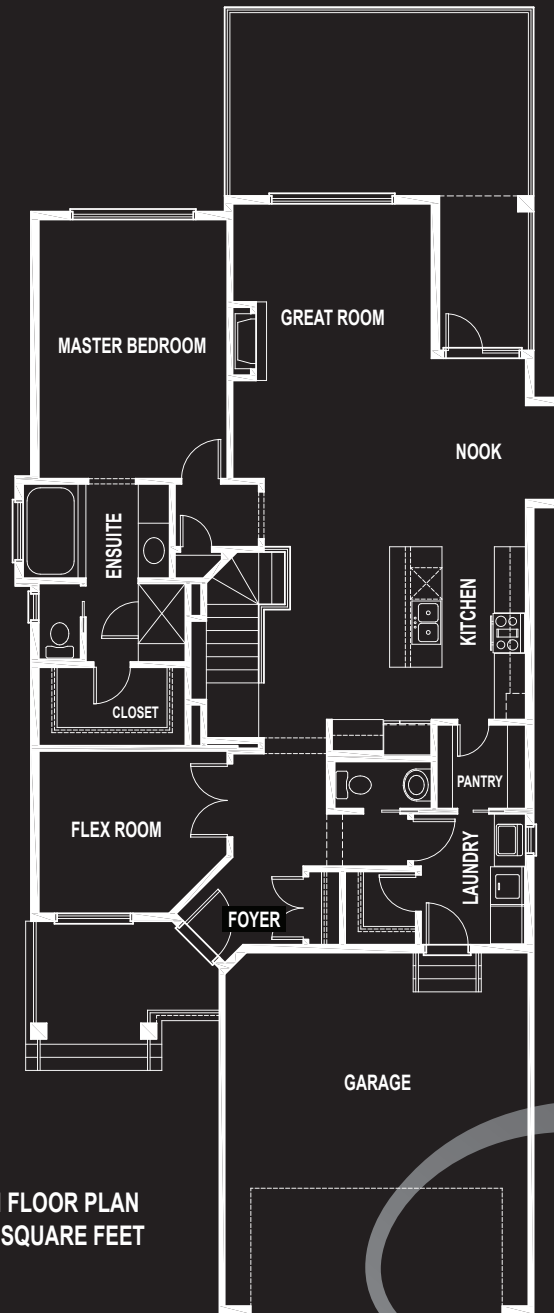 GREAT ROOM
MASTER BEDROOM
NOOK
ENSUITE
KITCHEN
CLOSET
PANTRY
FLEX ROOM
LAUNDRY
FOYER
GARAGE
FLOOR PLAN
SQUARE FEET